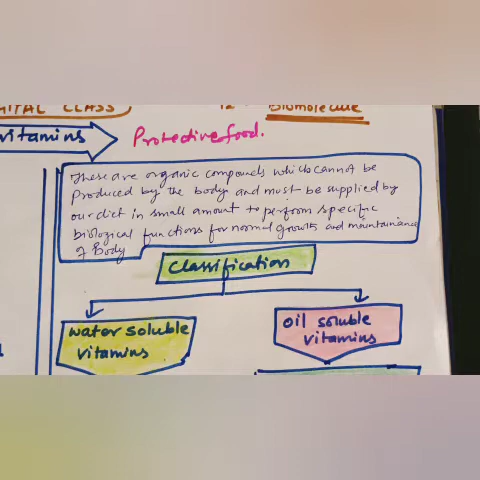 ITAL CLASS
12 Biomolecule
vitamins
Protective food.
These are organic compounds which cannot be
produced by the body and most be supplied by
our diet in small amount to perform specific
biological functions for normal growth and maintainance
of Body
Classification
water soluble
vitamins
oil soluble
vitamins